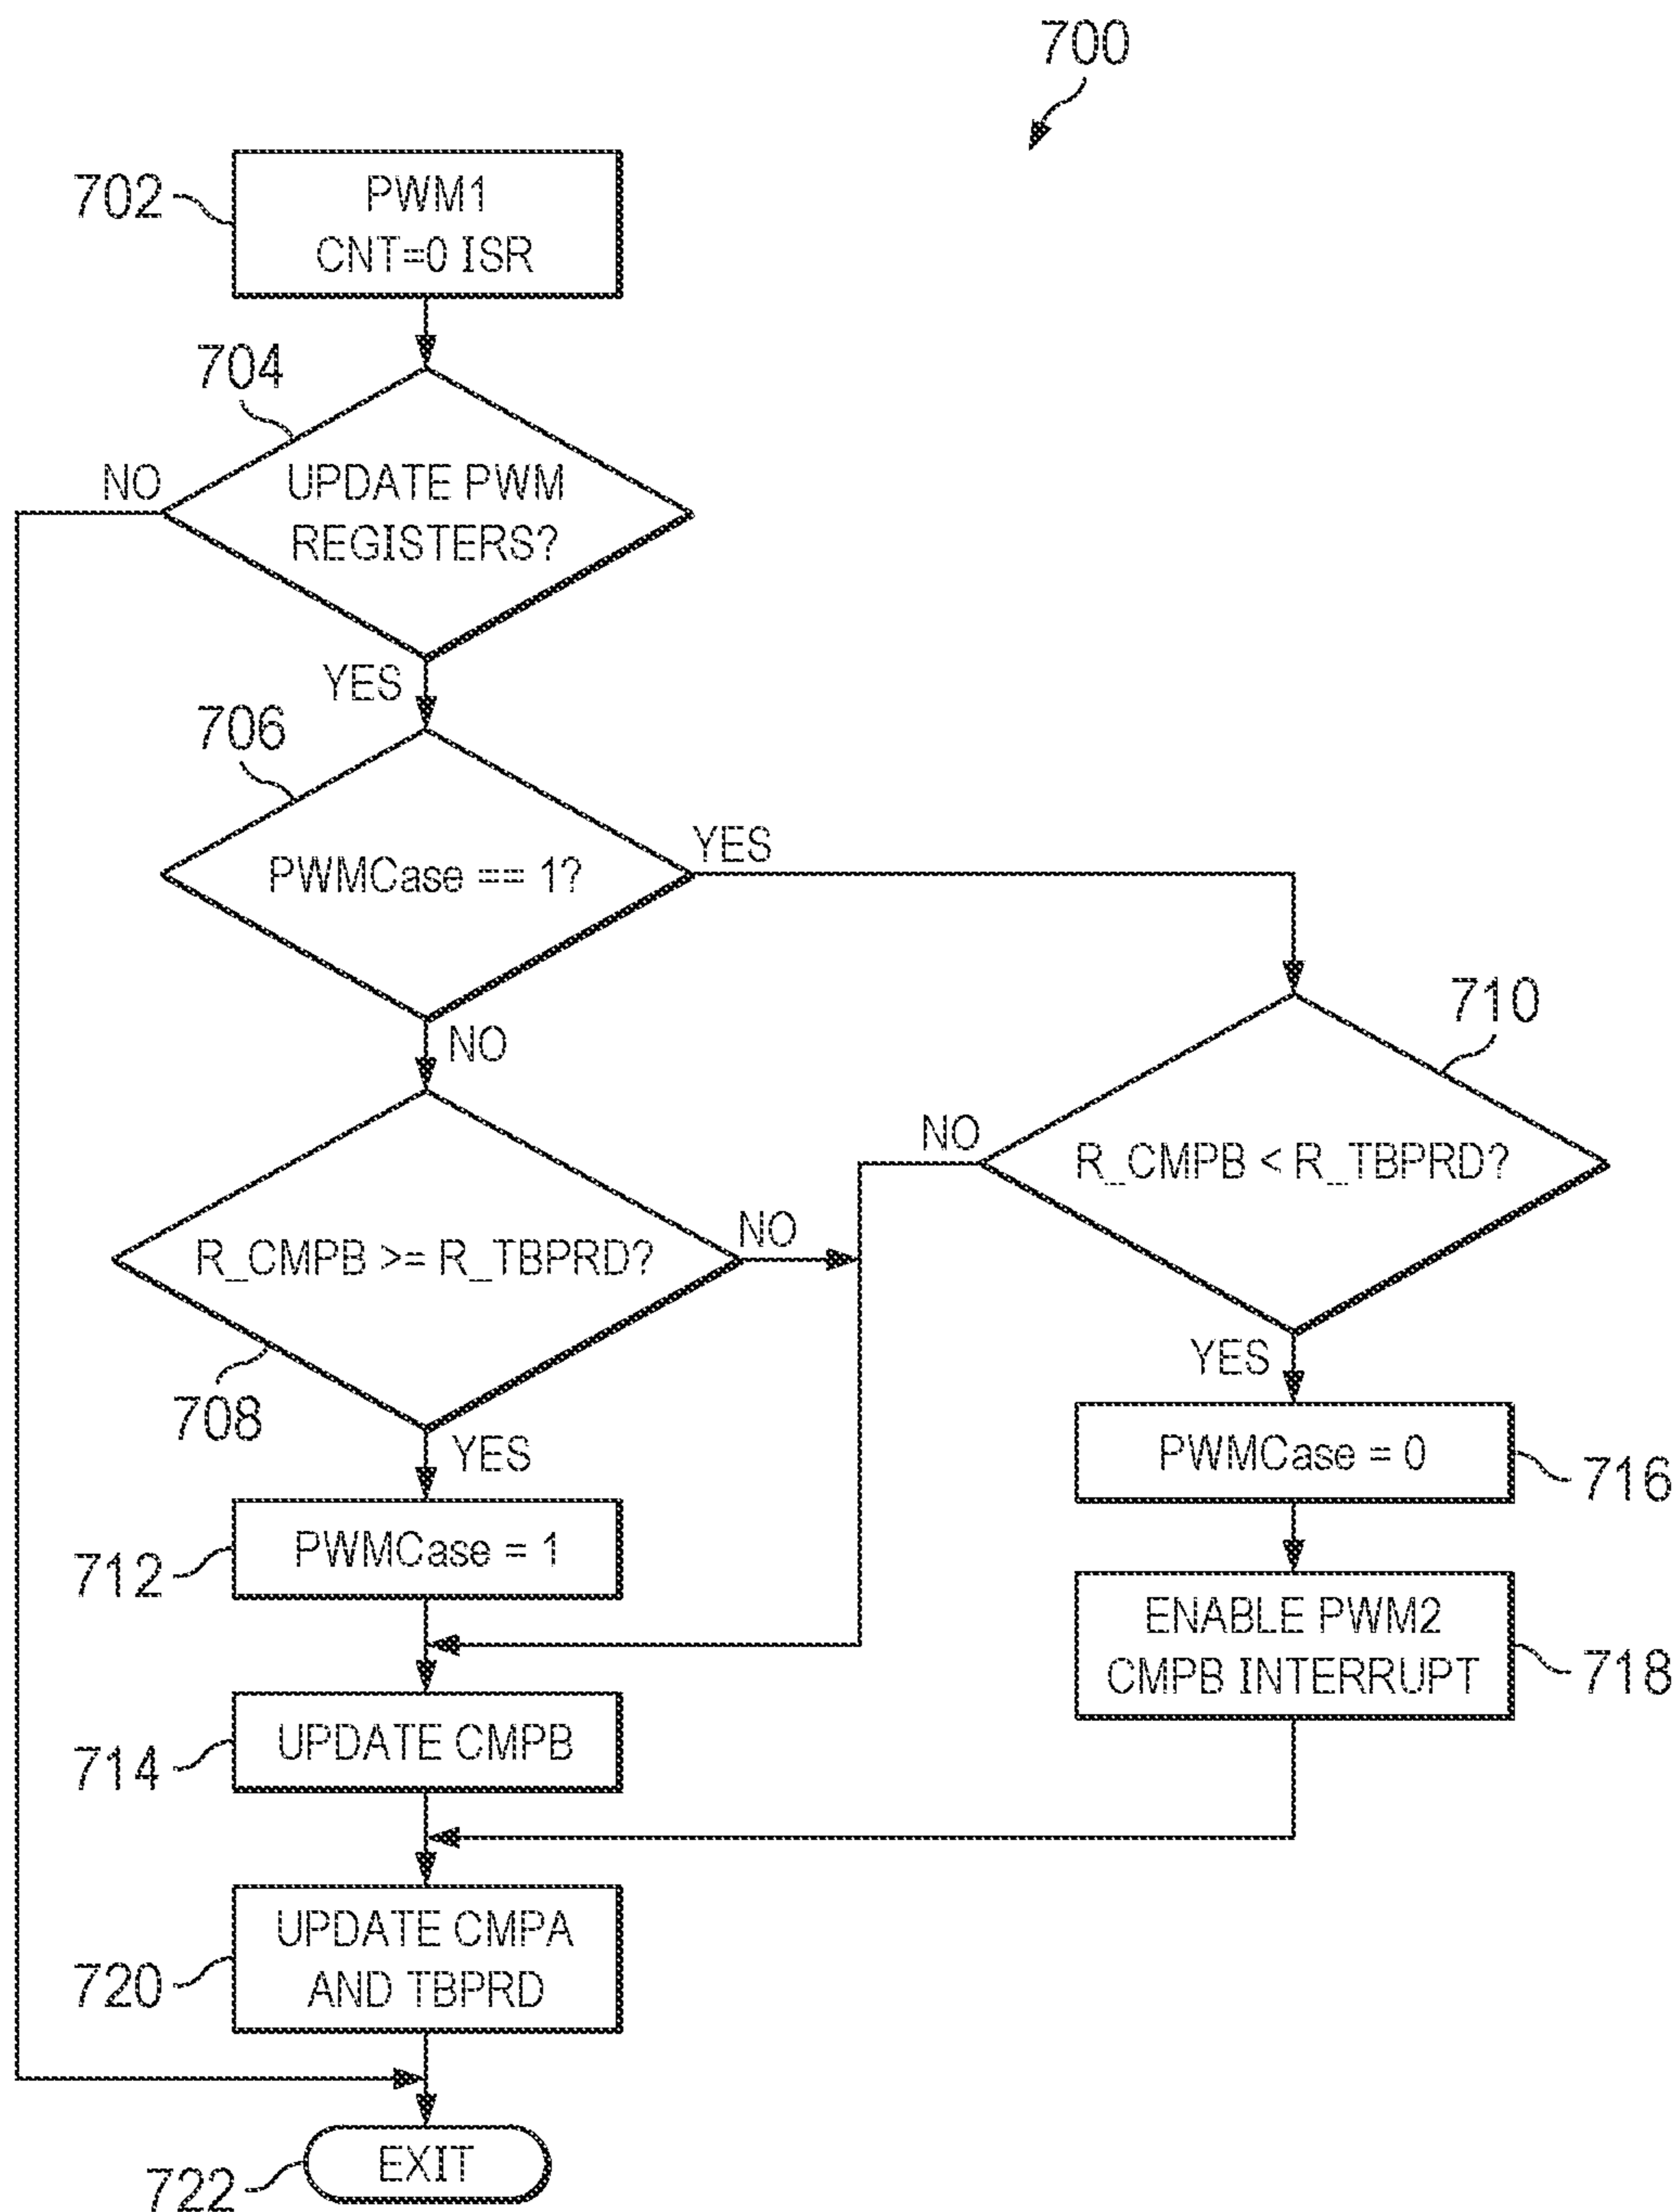 700
702
PWM1
CNT=0 ISR
704
NO
UPDATE PWM
REGISTERS?
YES
706
PWMCase == 1?
YES
NO
710
NO
R_CMPB < R_TBPRD?
R_CMPB >= R_TBPRD?
NO
YES
708
YES
PWMCase = 0
716
712
PWMCase = 1
ENABLE PWM2
CMPB INTERRUPT
718
714
UPDATE CMPB
720
UPDATE CMPA
AND TBPRD
EXIT
722